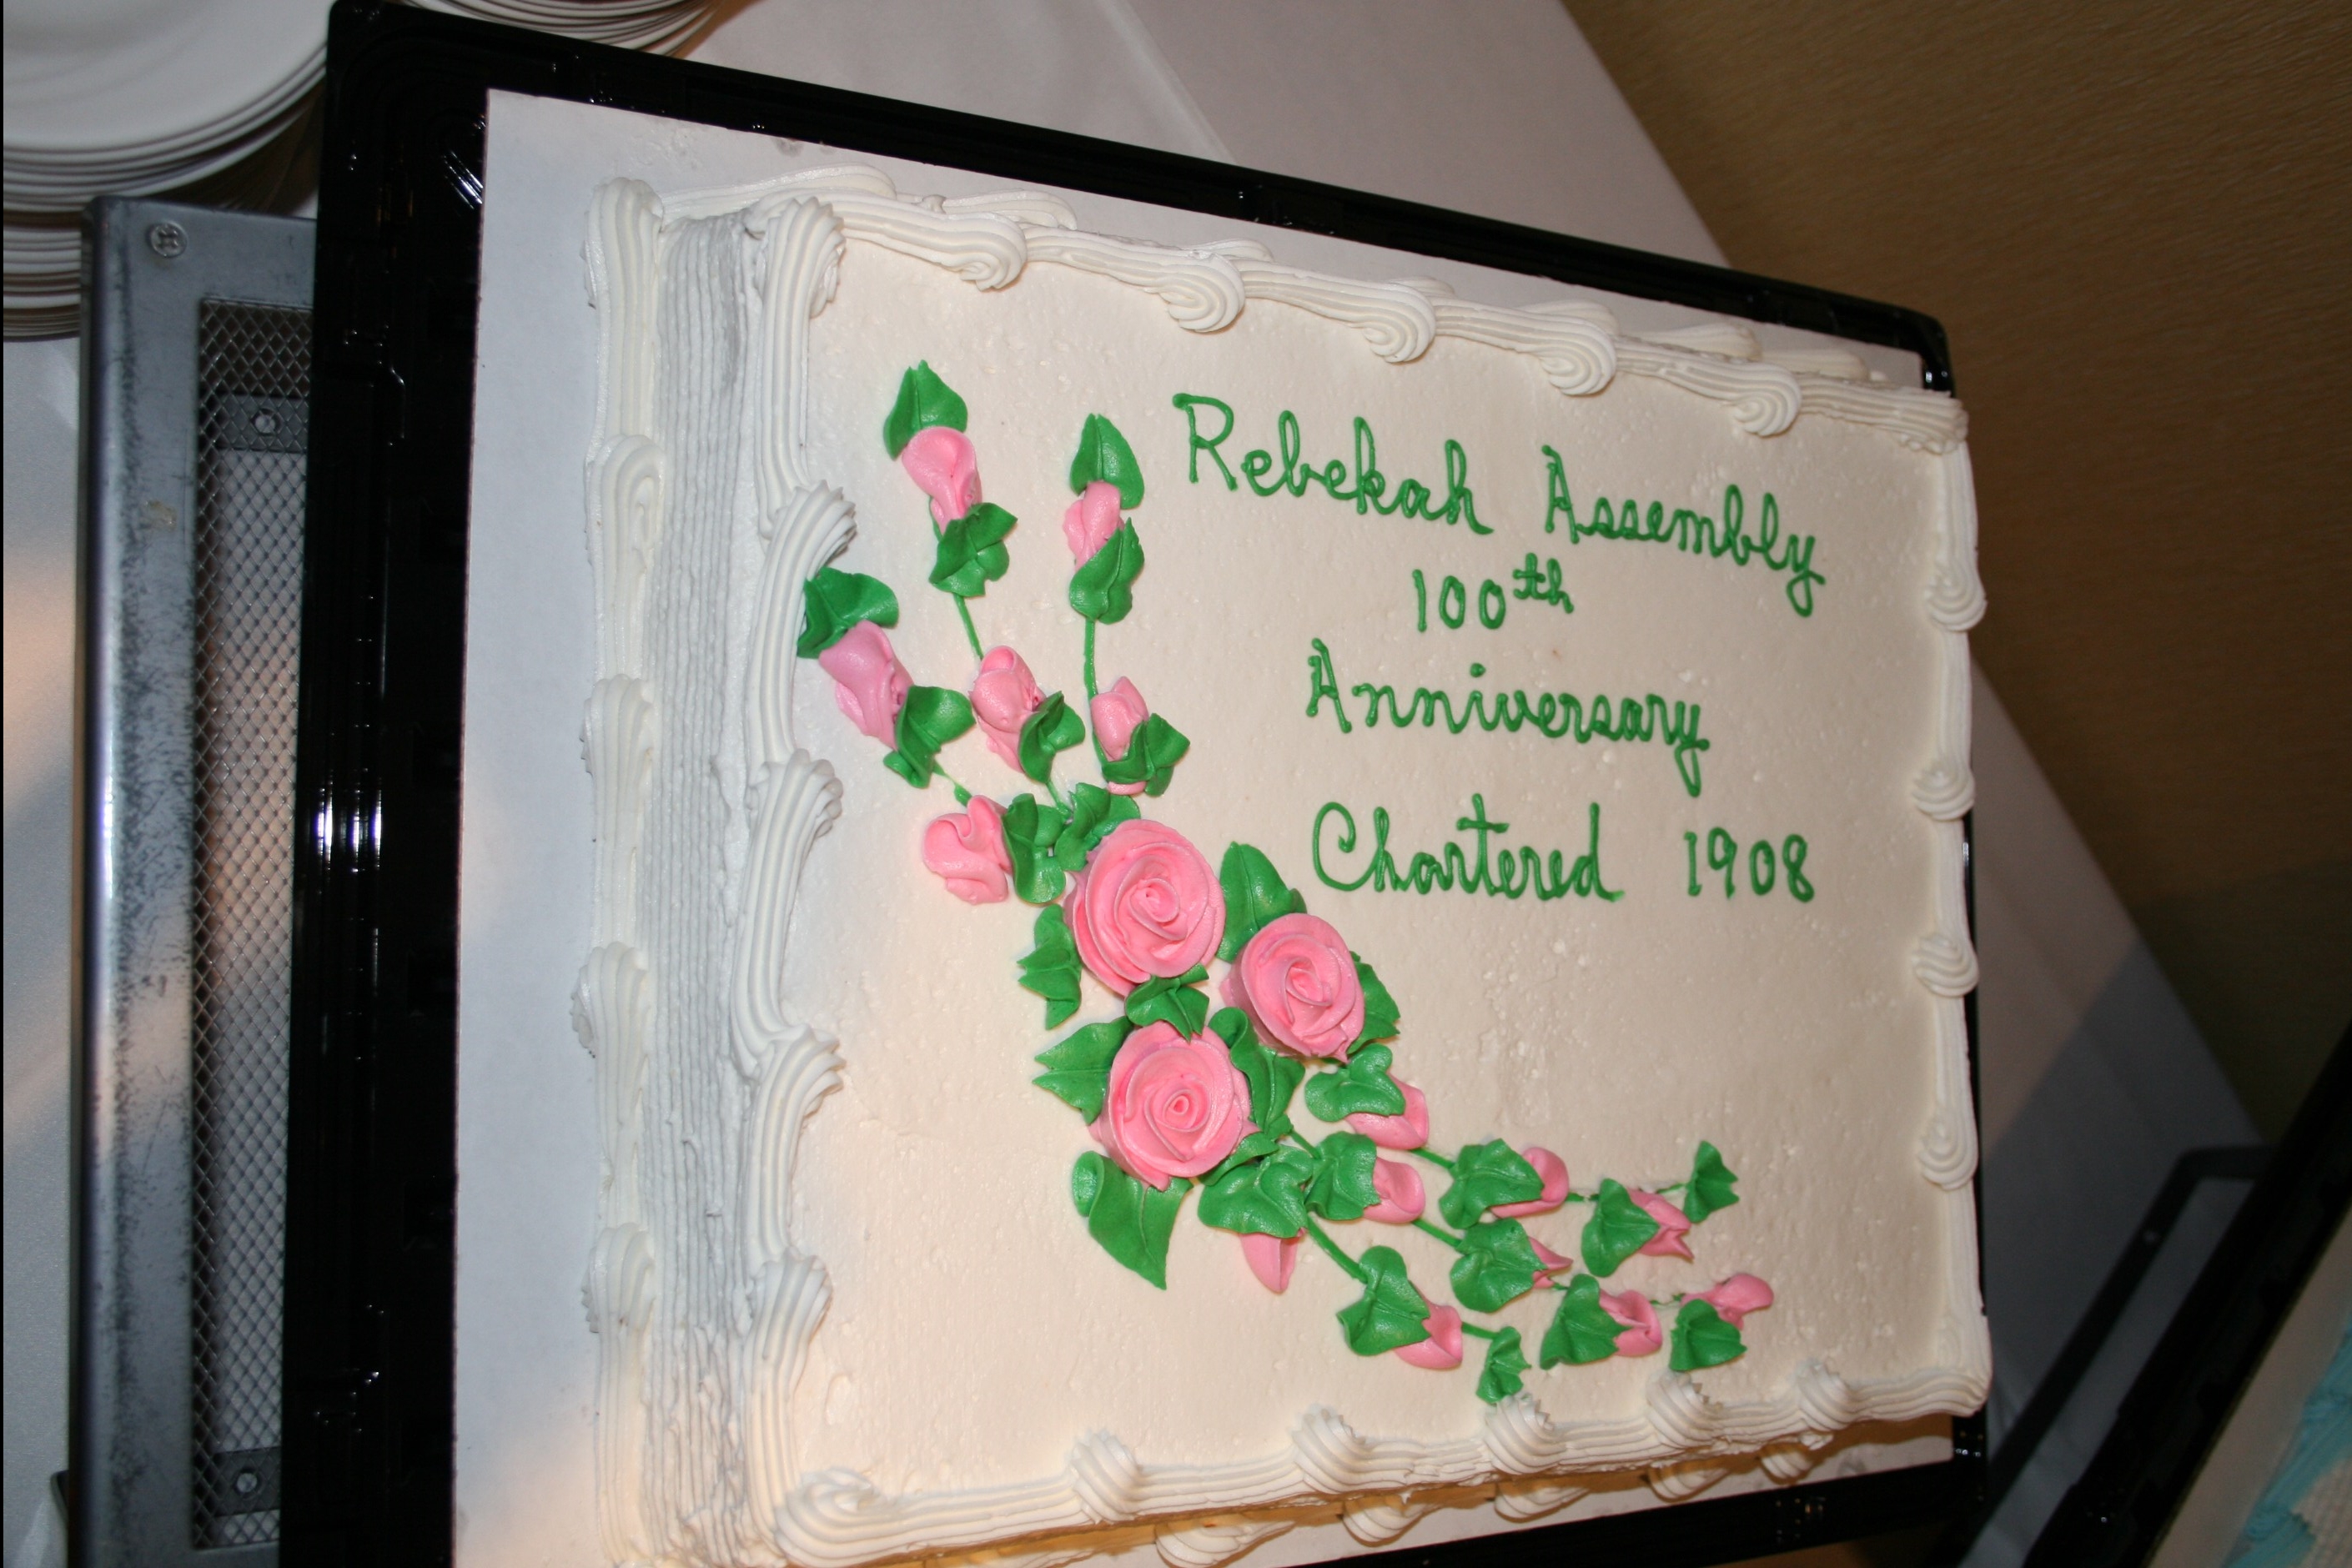 Rebekah Assembly
100th
Anniversary
Chartered 1908